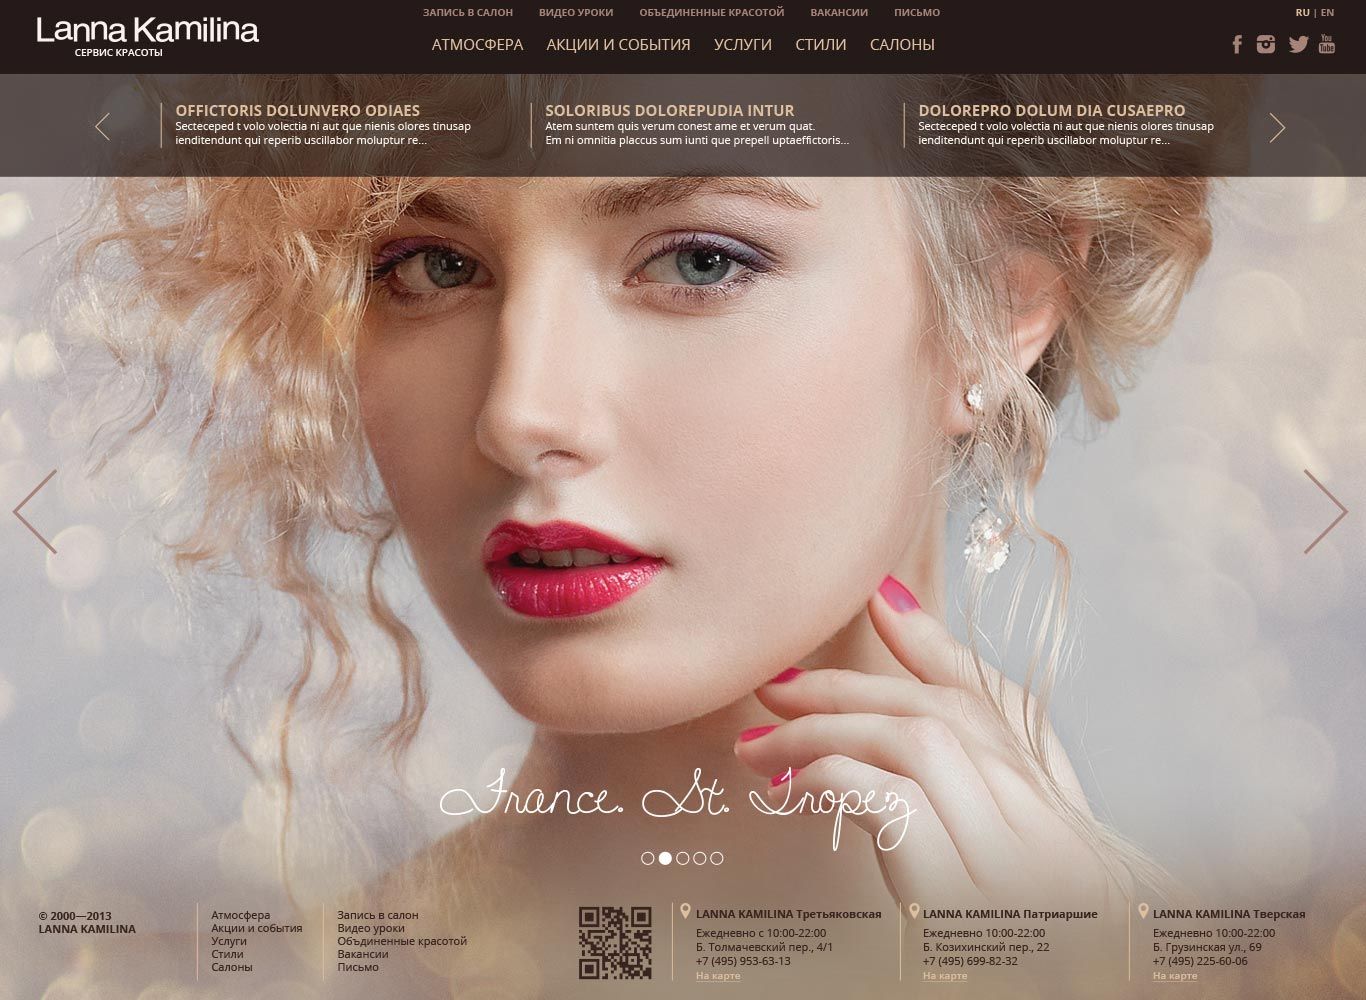 Lanna Kamilina
СЕРВИС КРАСОТЫ
ЗАПИСЬ В САЛОН ВИДЕО УРОКИ ОБЪЕДИНЕННЫЕ КРАСОТОЙ ВАКАНСИИ ПИСЬМО
RU | EN
АТМОСФЕРА АКЦИИ И СОБЫТИЯ УСЛУГИ СТИЛИ САЛОНЫ
You
Tube
OFFICTORIS DOLUNVERO ODIAES
Secteceped t volo volectia ni aut que nienis olores tinusap
ienditendunt qui reperib uscillabor moluptur re...
SOLORIBUS DOLOREPUDIA INTUR
Atem suntem quis verum conest ame et verum quat.
Em ni omnitia placcus sum iunti que prepell uptaeffictoris...
DOLOREPRO DOLUM DIA CUSAEPRO
Secteceped t volo volectia ni aut que nienis olores tinusap
ienditendunt qui reperib uscillabor moluptur re...
France. St. Tropez
© 2000—2013
LANNA KAMILINA
Атмосфера
Акции и события
Услуги
Стили
Салоны
Запись в салон
Видео уроки
Объдиненные красотой
Вакансии
Письмо
LANNA KAMILINA Третьяковская
Ежедневно с 10:00-22:00
Б. Толмачевский пер., 4/1
+7 (495) 953-63-13
На карте
LANNA KAMILINA Патриаршие
Ежедневно 10:00-22:00
Б. Козихинский пер., 22
+7 (495) 699-82-32
На карте
LANNA KAMILINA Тверская
Ежедневно 10:00-22:00
Б. Грузинская ул., 69
+7 (495) 225-60-06
На карте